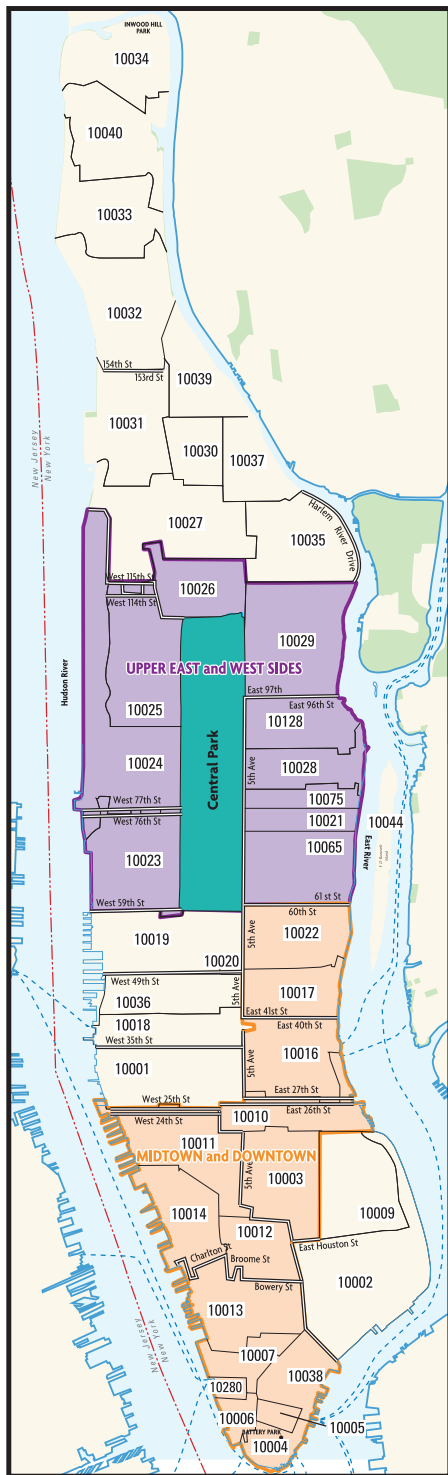 INWOOD HILL
PARK
10034
10040
10033
10032
154th St
153rd St
10039
10031
10030
10037
New Jersey
New York
10027
Harlem River Drive
10035
West 115th St
10026
West 114th St
10029
UPPER EAST and WEST SIDES
Hudson River
East 97th
East 96th St
10025
10128
5th Ave
10024
10028
Central Park
West 77th St
10075
West 76th St
10021
10044
East River
10023
10065
West 59th St
61 st St
60th St
5th Ave
10022
10019
10020
West 49th St
5th Ave
10017
10036
East 41st St
10018
East 40th St
West 35th St
5th Ave
10016
10001
East 27th St
West 25th St
East 26th St
West 24th St
10010
10011
MIDTOWN and DOWNTOWN
5th Ave
10003
10014
10009
10012
East Houston St
Charlton St
Broome St
10002
Bowery St
10013
New York
New Jersey
10007
10038
10280
10006
10005
BATTERY PARK
10004